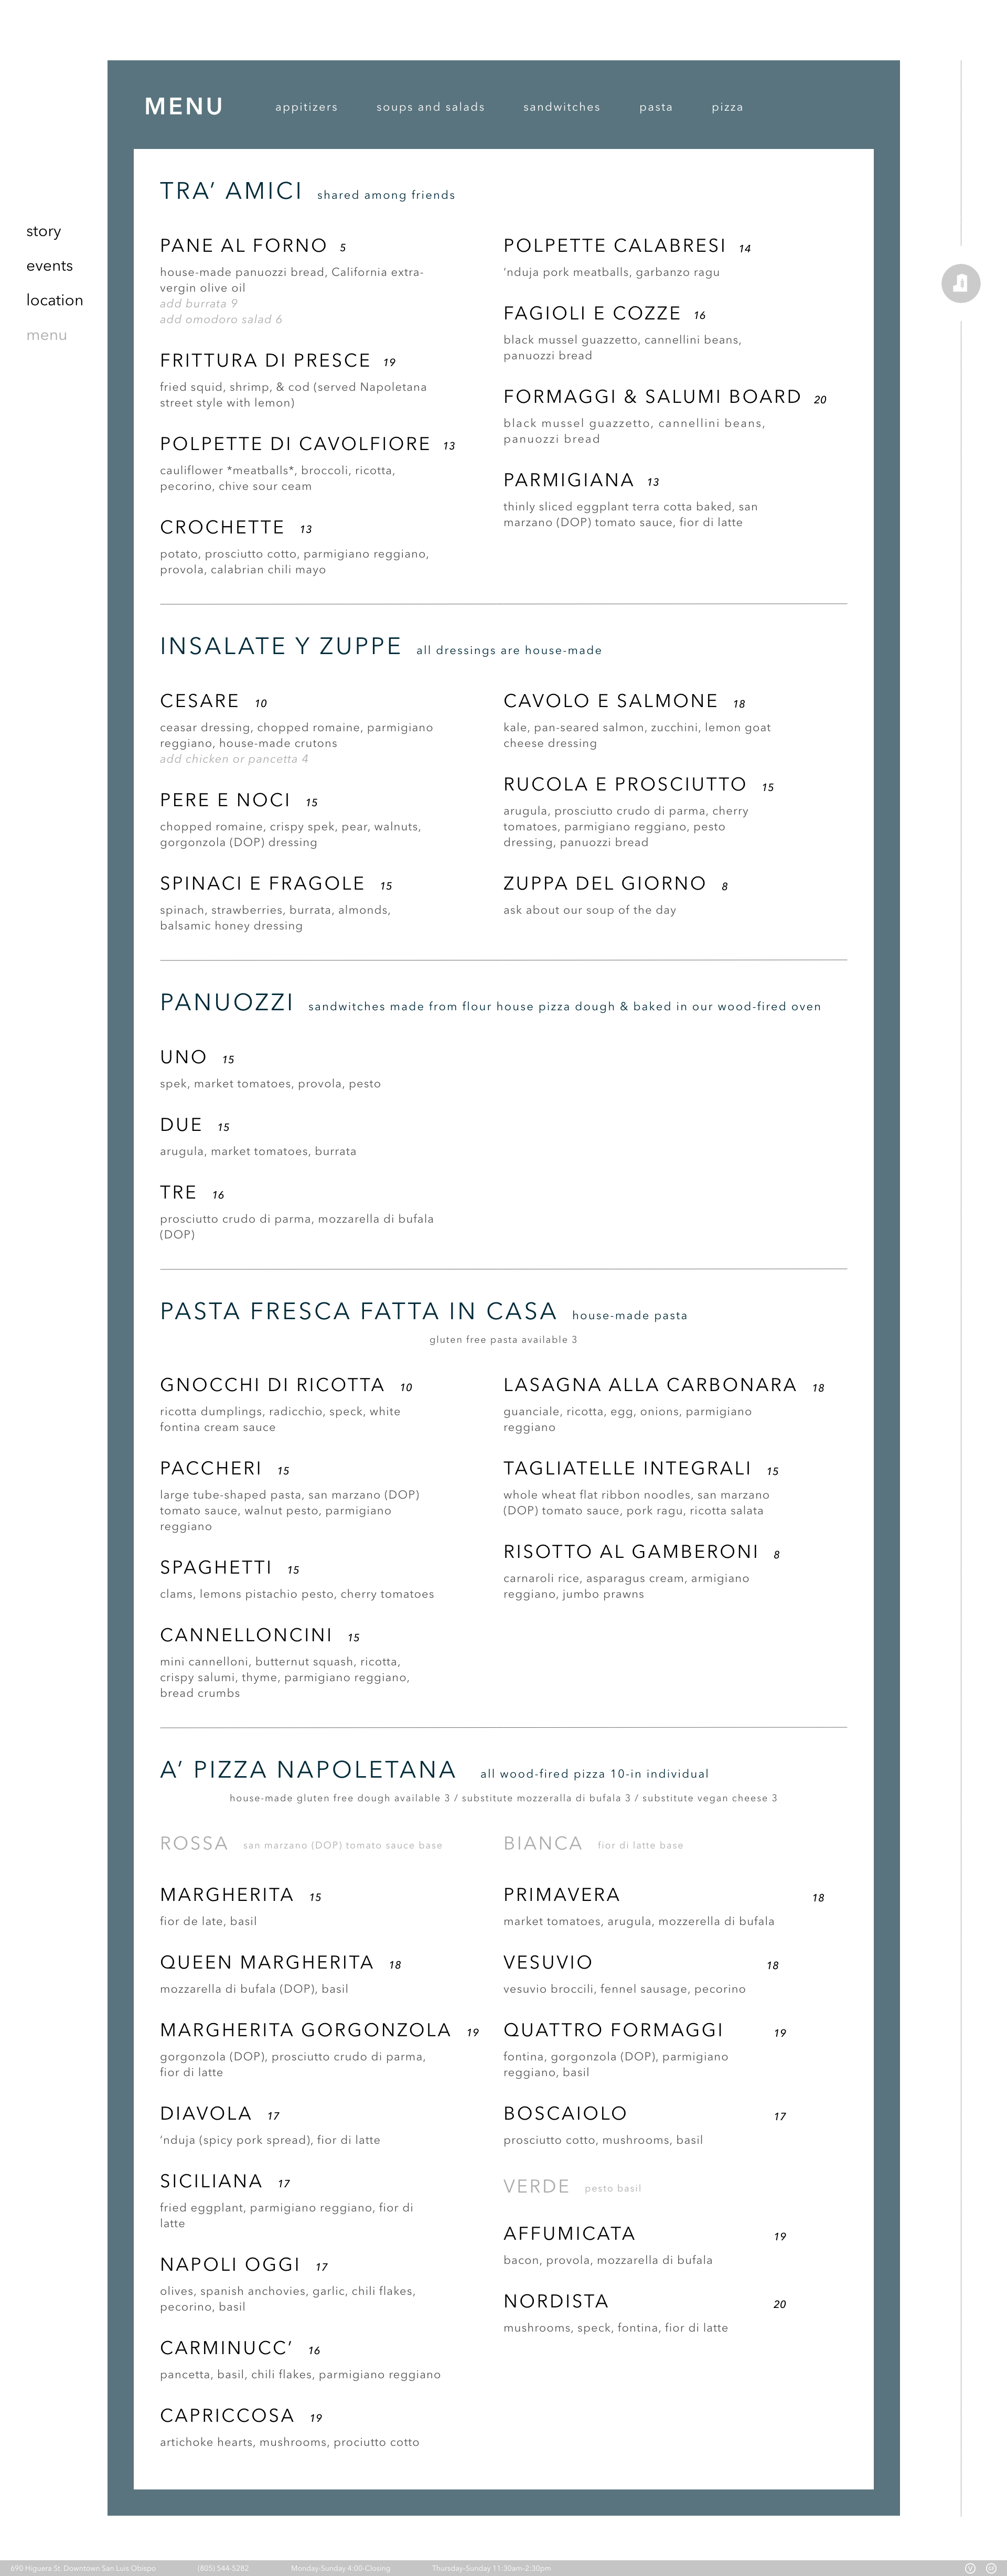 MENU
appitizers
soups and salads
sandwitches
pasta
pizza
story
events
location
menu
TRA’ AMICI shared among friends
PANE AL FORNO 5
house-made panuozzi bread, California extra-
vergin olive oil
add burrata 9
add omodoro salad 6
FRITTURA DI PRESCE 19
fried squid, shrimp, & cod (served Napoletana
street style with lemon)
POLPETTE DI CAVOLFIORE 13
cauliflower *meatballs*, broccoli, ricotta,
pecorino, chive sour ceam
CROCHETTE 13
potato, prosciutto cotto, parmigiano reggiano,
provola, calabrian chili mayo
POLPETTE CALABRESI 14
‘nduja pork meatballs, garbanzo ragu
FAGIOLI E COZZE 16
black mussel guazzetto, cannellini beans,
panuozzi bread
FORMAGGI & SALUMI BOARD 20
black mussel guazzetto, cannellini beans,
panuozzi bread
PARMIGIANA 13
thinly sliced eggplant terra cotta baked, san
marzano (DOP) tomato sauce, fior di latte
INSALATE Y ZUPPE all dressings are house-made
CESARE 10
ceasar dressing, chopped romaine, parmigiano
reggiano, house-made crutons
add chicken or pancetta 4
PERE E NOCI 15
chopped romaine, crispy spek, pear, walnuts,
gorgonzola (DOP) dressing
SPINACI E FRAGOLE 15
spinach, strawberries, burrata, almonds,
balsamic honey dressing
CAVOLO E SALMONE 18
kale, pan-seared salmon, zucchini, lemon goat
cheese dressing
RUCOLA E PROSCIUTTO 15
arugula, prosciutto crudo di parma, cherry
tomatoes, parmigiano reggiano, pesto
dressing, panuozzi bread
ZUPPA DEL GIORNO 8
ask about our soup of the day
PANUOZZI sandwitches made from flour house pizza dough & baked in our wood-fired oven
UNO 15
spek, market tomatoes, provola, pesto
DUE 15
arugula, market tomatoes, burrata
TRE 16
prosciutto crudo di parma, mozzarella di bufala
(DOP)
PASTA FRESCA FATTA IN CASA house-made pasta
gluten free pasta available 3
GNOCCHI DI RICOTTA 10
ricotta dumplings, radicchio, speck, white
fontina cream sauce
PACCHERI 15
large tube-shaped pasta, san marzano (DOP)
tomato sauce, walnut pesto, parmigiano
reggiano
SPAGHETTI 15
clams, lemons pistachio pesto, cherry tomatoes
CANNELLONCINI 15
mini cannelloni, butternut squash, ricotta,
crispy salumi, thyme, parmigiano reggiano,
bread crumbs
LASAGNA ALLA CARBONARA 18
guanciale, ricotta, egg, onions, parmigiano
reggiano
TAGLIATELLE INTEGRALI 15
whole wheat flat ribbon noodles, san marzano
(DOP) tomato sauce, pork ragu, ricotta salata
RISOTTO AL GAMBERONI 8
carnaroli rice, asparagus cream, armigiano
reggiano, jumbo prawns
A’ PIZZA NAPOLETANA all wood-fired pizza 10-in individual
house-made gluten free dough available 3 / substitute mozzeralla di bufala 3 / substitute vegan cheese 3
ROSSA san marzano (DOP) tomato sauce base
MARGHERITA 15
fior de late, basil
QUEEN MARGHERITA 18
mozzarella di bufala (DOP), basil
MARGHERITA GORGONZOLA 19
gorgonzola (DOP), prosciutto crudo di parma,
fior di latte
DIAVOLA 17
‘nduja (spicy pork spread), fior di latte
SICILIANA 17
fried eggplant, parmigiano reggiano, fior di
latte
NAPOLI OGGI 17
olives, spanish anchovies, garlic, chili flakes,
pecorino, basil
CARMINUCC’ 16
pancetta, basil, chili flakes, parmigiano reggiano
CAPRICCOSA 19
artichoke hearts, mushrooms, prociutto cotto
BIANCA fior di latte base
PRIMAVERA 18
market tomatoes, arugula, mozzerella di bufala
VESUVIO 18
vesuvio broccili, fennel sausage, pecorino
QUATTRO FORMAGGI 19
fontina, gorgonzola (DOP), parmigiano
reggiano, basil
BOSCAIOLO 17
prosciutto cotto, mushrooms, basil
VERDE pesto basil
AFFUMICATA 19
bacon, provola, mozzarella di bufala
NORDISTA 20
mushrooms, speck, fontina, fior di latte
690 Higuera St. Downtown San Luis Obispo
(805) 544-5282
Monday-Sunday 4:00-Closing
Thursday-Sunday 11:30am-2:30pm